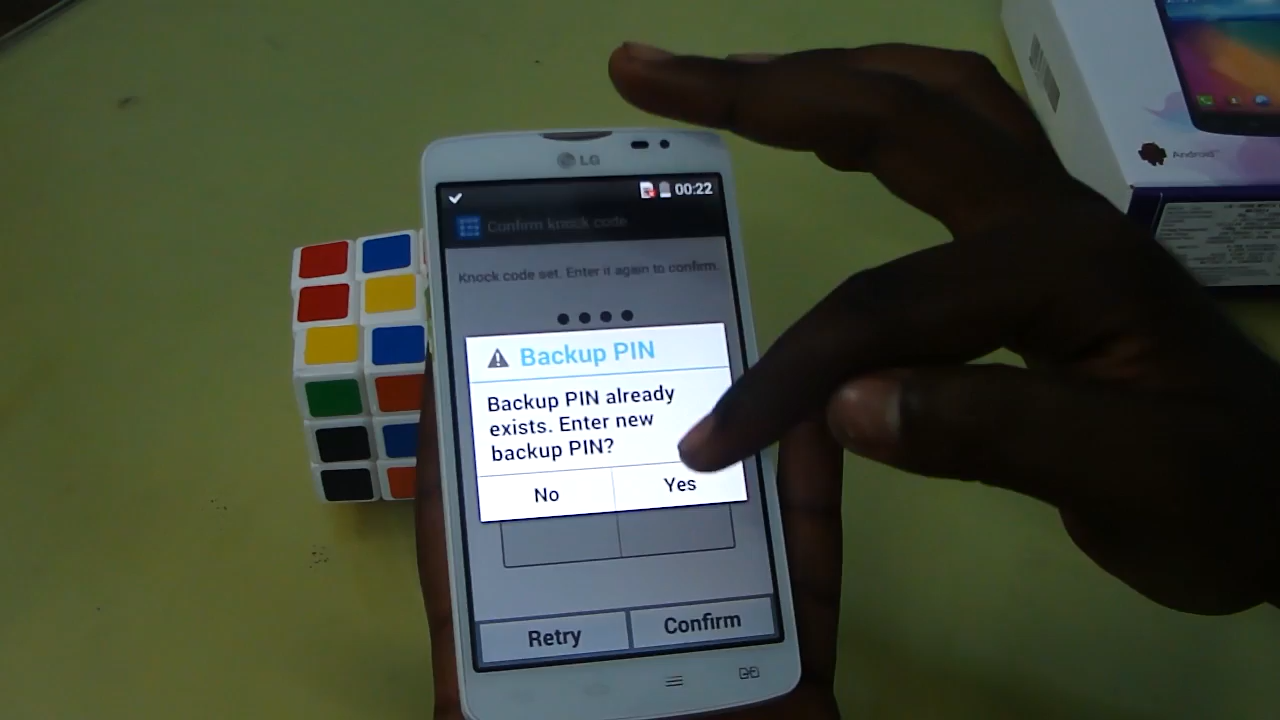 LG
00:22
Confirm knock code
Knock code set. Enter it again to confirm.
Backup PIN
Backup PIN already
exists. Enter new
backup PIN?
No
Yes
Retry
Confirm
Android